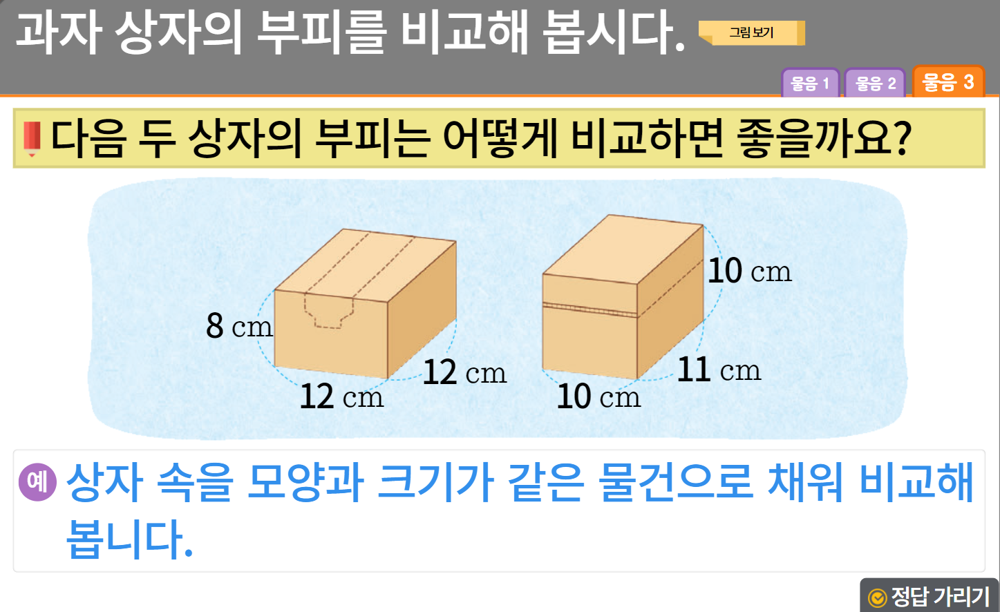 과자 상자의 부피를 비교해 봅시다.
그림 보기
물음 1
물음 2
물음 3
다음 두 상자의 부피는 어떻게 비교하면 좋을까요?
8 cm
12 cm
12 cm
10 cm
11 cm
10 cm
예 상자 속을 모양과 크기가 같은 물건으로 채워 비교해
봅니다.
정답 가리기